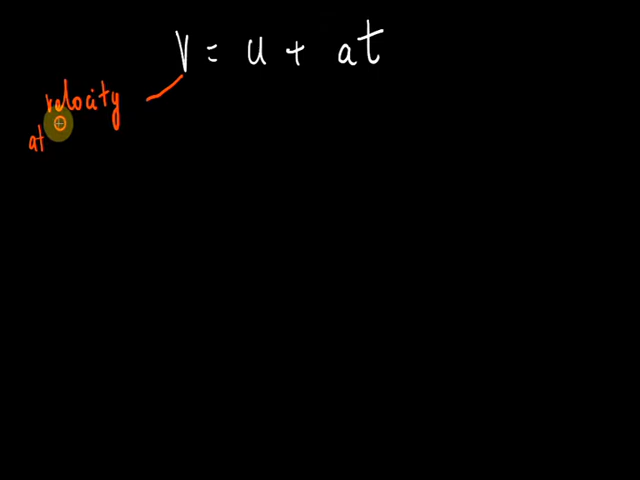 v = u + at
velocity
at